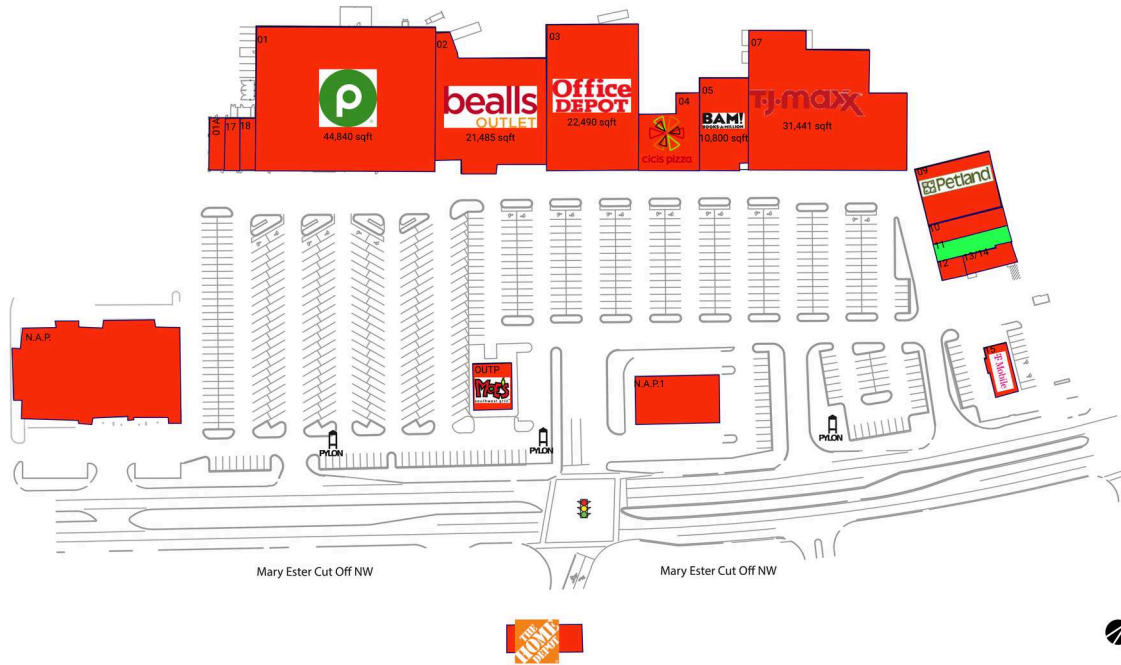 01
44,840 sqft
01A
17
18
02
bealls
OUTLET
21,485 sqft
03
Office
DEPOT
22,490 sqft
04
cicis pizza
05
BAM!
BOOKS-A-MILLION
10,800 sqft
07
T.J.maxx
31,441 sqft
09
Petland
10
11
12
13/14
N.A.P.
OUTP
Moe's
southwest grill
N.A.P.1
15
T Mobile
PYLON
PYLON
PYLON
Mary Ester Cut Off NW
Mary Ester Cut Off NW
THE
HOME
DEPOT